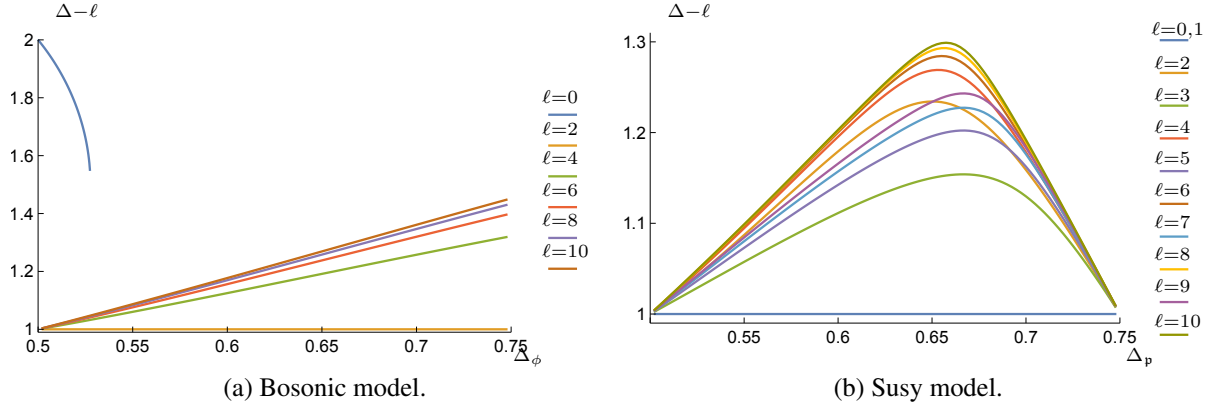 Δ−ℓ
2
1.8
1.6
1.4
1.2
1
0.5
0.55
0.6
0.65
0.7
0.75
Δϕ
ℓ=0
ℓ=2
ℓ=4
ℓ=6
ℓ=8
ℓ=10
(a) Bosonic model.
Δ−ℓ
1.3
1.2
1.1
1
0.55
0.6
0.65
0.7
0.75
Δ𝔭
ℓ=0,1
ℓ=2
ℓ=3
ℓ=4
ℓ=5
ℓ=6
ℓ=7
ℓ=8
ℓ=9
ℓ=10
(b) Susy model.